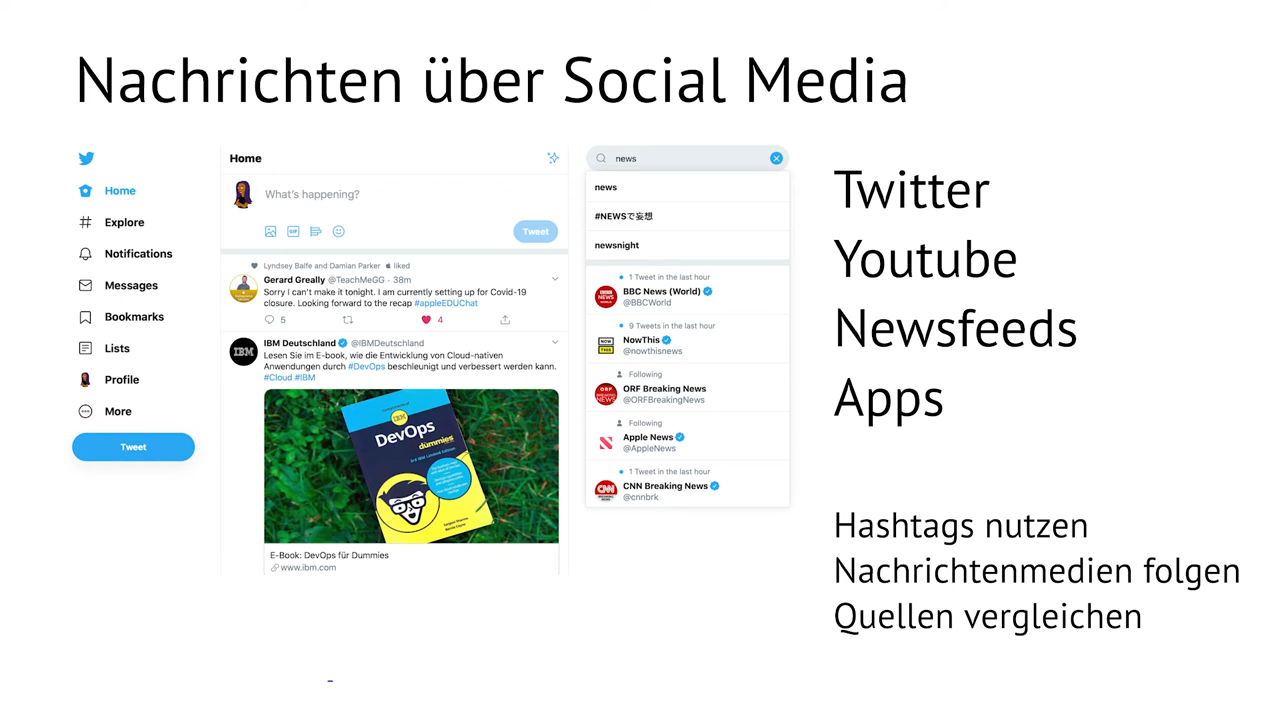 Nachrichten über Social Media
Home
Explore
Notifications
Messages
Bookmarks
Lists
Profile
More
Tweet
Home
What's happening?
GIF
Tweet
Lyndsey Balfe and Damian Parker liked
Gerard Greally @TeachMeGG · 38m
Sorry I can't make it tonight. I am currently setting up for Covid-19
closure. Looking forward to the recap #appleEDUChat
5
4
IBM Deutschland @IBMDeutschland
Lesen Sie im E-book, wie die Entwicklung von Cloud-nativen
Anwendungen durch #DevOps beschleunigt und verbessert werden kann.
#Cloud #IBM
IBM
DevOps
dummies
E-Book: DevOps für Dummies
www.ibm.com
news
news
#NEWSで妄想
newsnight
1 Tweet in the last hour
BBC News (World)
@BBCWorld
9 Tweets in the last hour
NowThis
@nowthisnews
Following
ORF Breaking News
@ORFBreakingNews
Following
Apple News
@AppleNews
1 Tweet in the last hour
CNN Breaking News
@cnnbrk
Twitter
Youtube
Newsfeeds
Apps
Hashtags nutzen
Nachrichtenmedien folgen
Quellen vergleichen